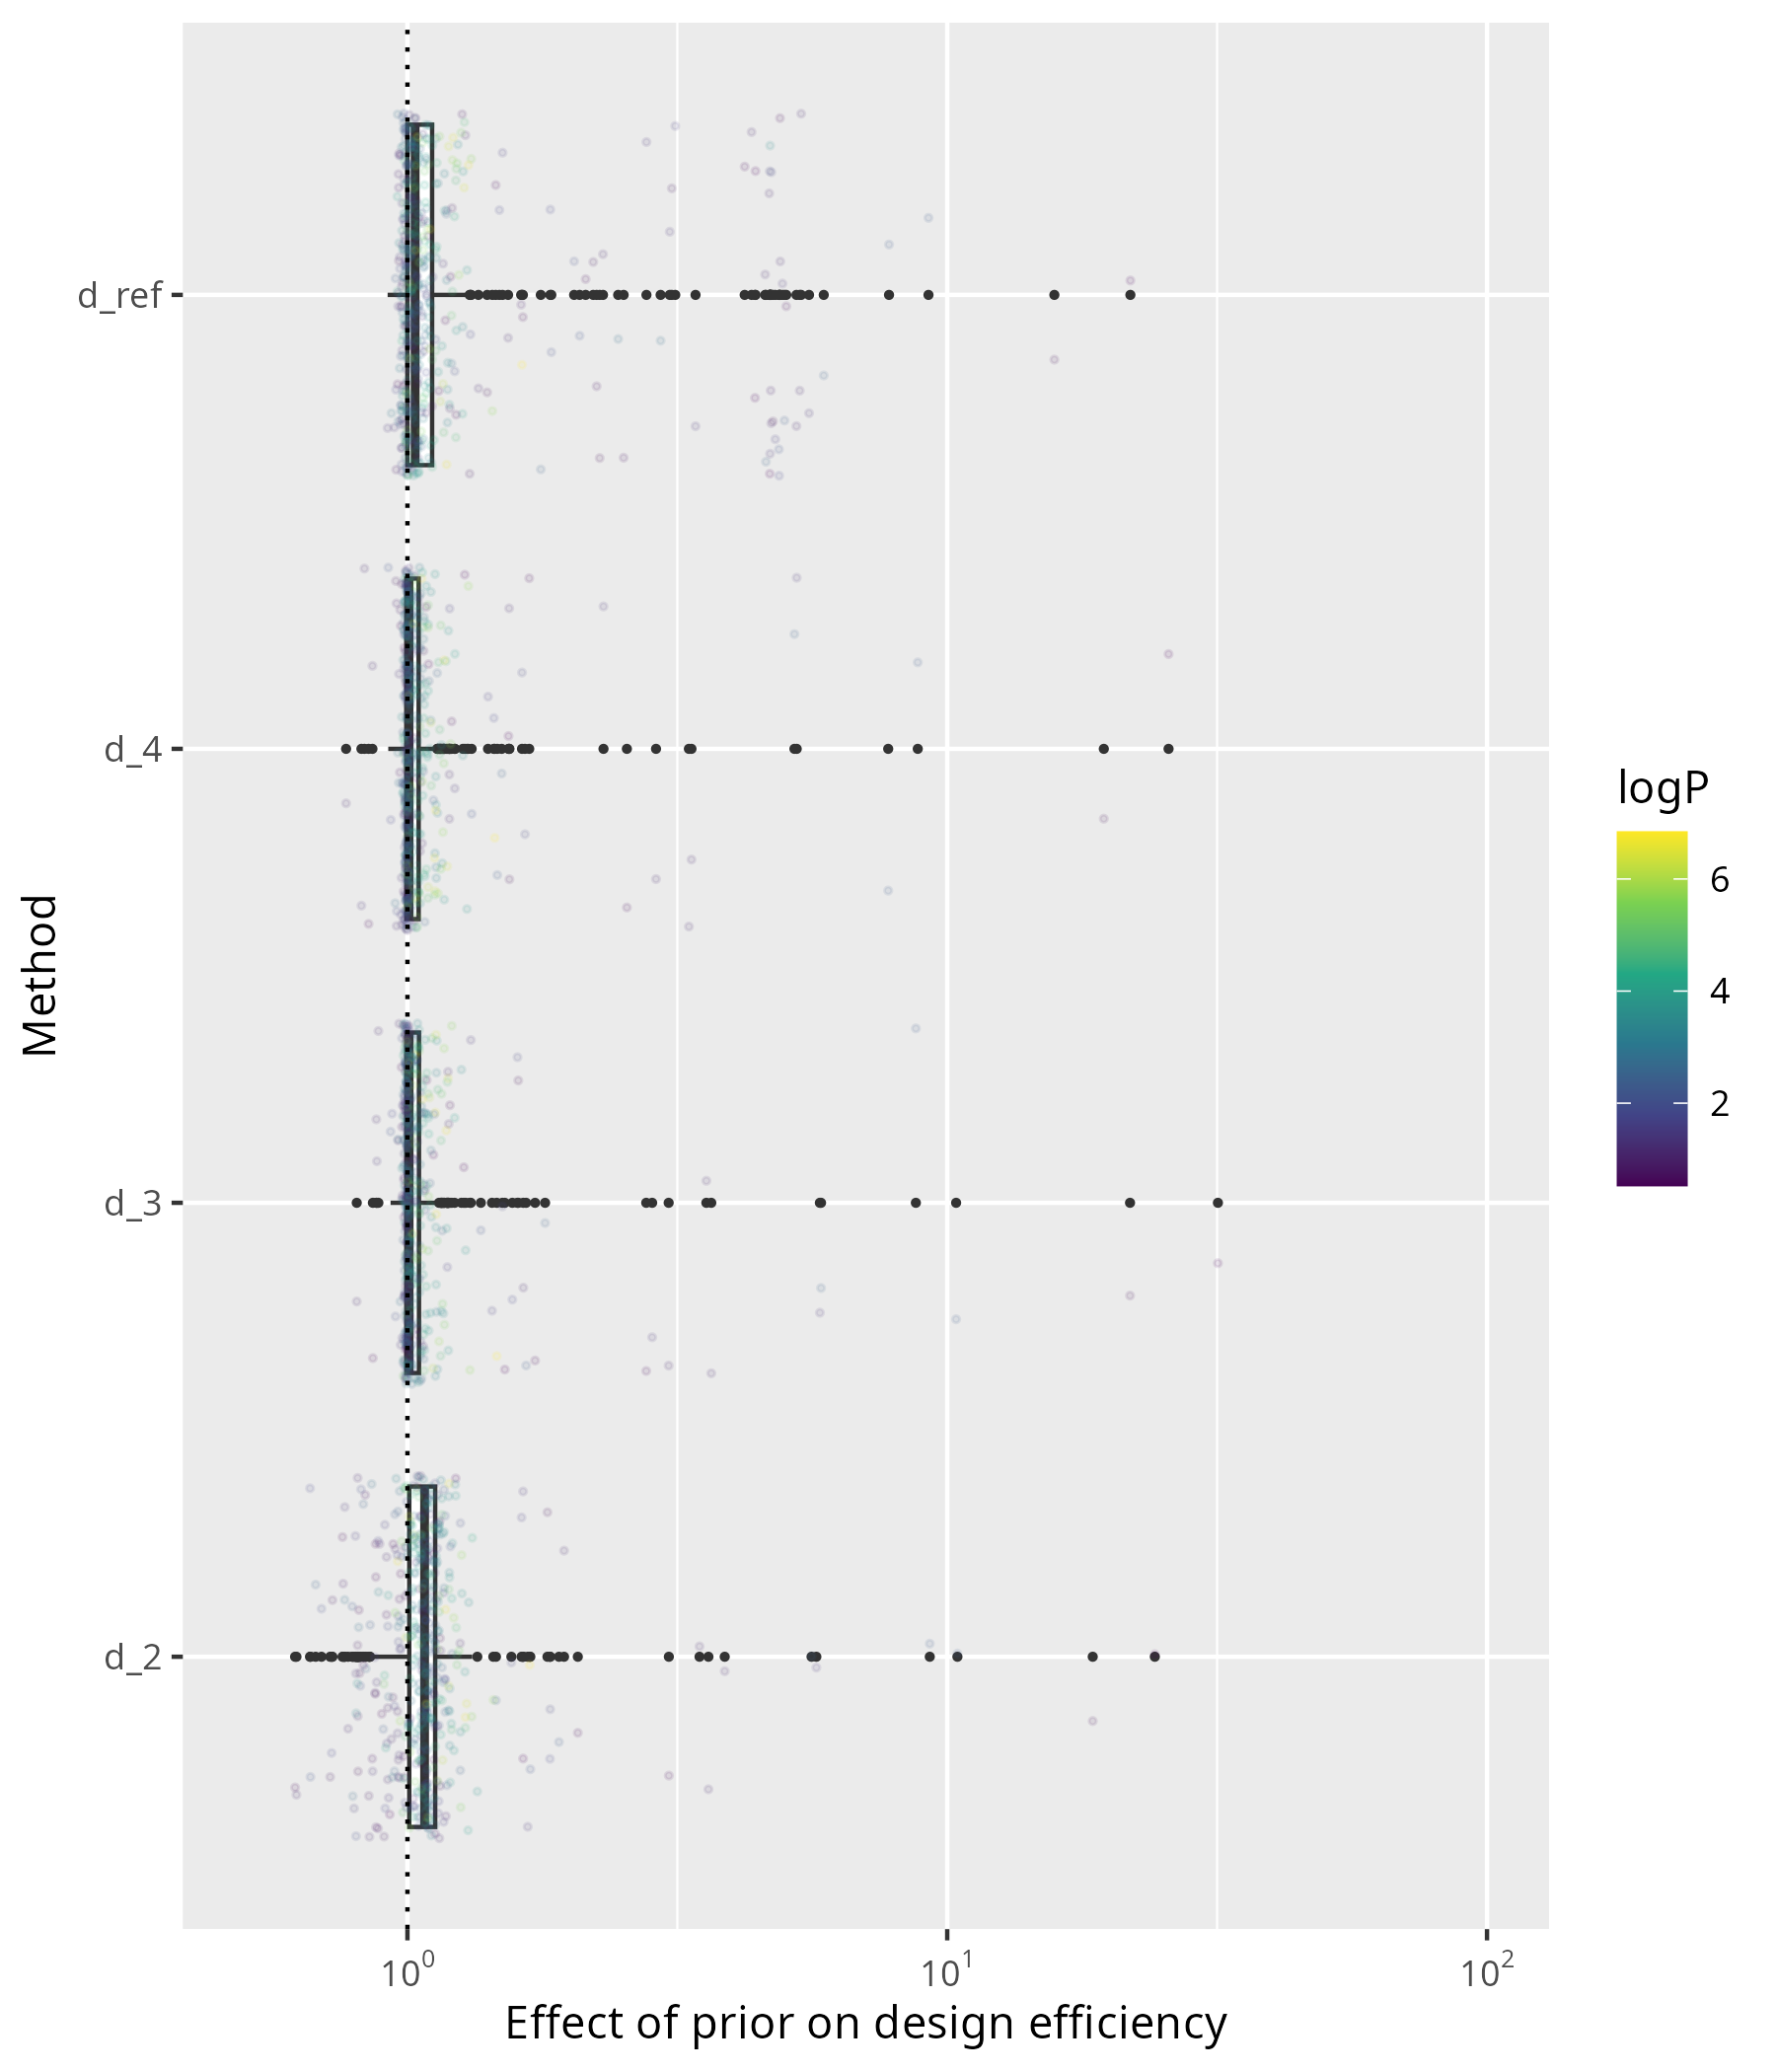 Method
d_ref
d_4
d_3
d_2
10^0 10^1 10^2
Effect of prior on design efficiency
logP
6
4
2